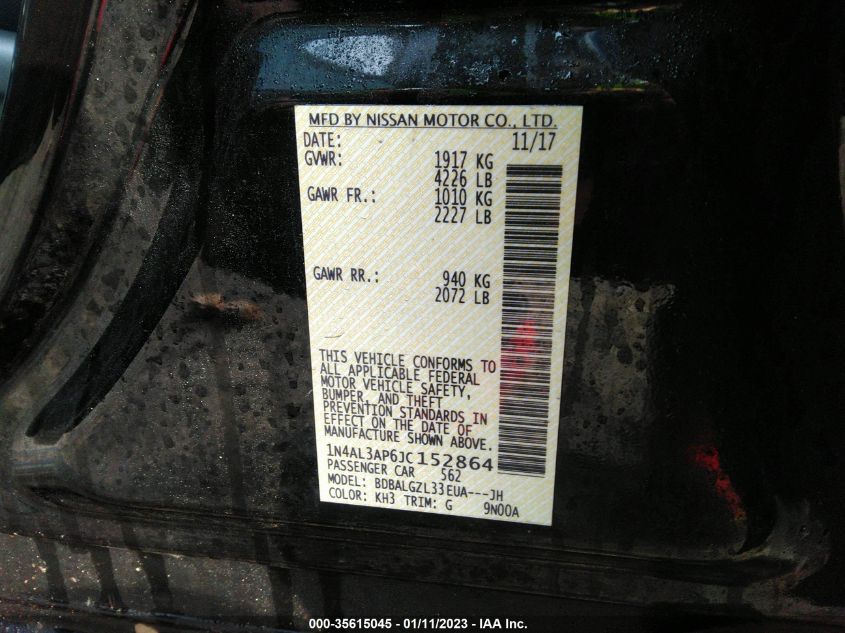 MFD BY NISSAN MOTOR CO., LTD.
DATE: 11/17
GVWR: 1917 KG
4226 LB
GAWR FR.: 1010 KG
2227 LB
GAWR RR.: 940 KG
2072 LB
THIS VEHICLE CONFORMS TO
ALL APPLICABLE FEDERAL
MOTOR VEHICLE SAFETY,
BUMPER, AND THEFT
PREVENTION STANDARDS IN
EFFECT ON THE DATE OF
MANUFACTURE SHOWN ABOVE.
1N4AL3AP6JC152864
PASSENGER CAR 562
MODEL: BDBALGZL33EUA---JH
COLOR: KH3 TRIM: G 9N00A
000-35615045 - 01/11/2023 - IAA Inc.